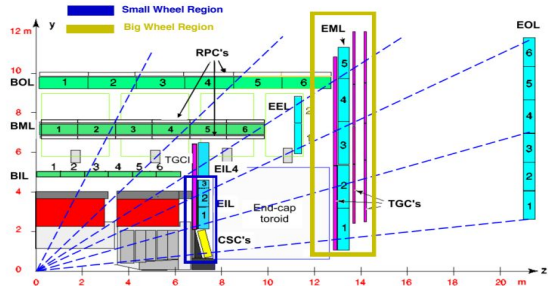 Small Wheel Region
Big Wheel Region
y
12 m
10
8
6
4
2
0
RPC's
EML
EOL
BOL
1 2 3 4 5 6
EEL
1
2
BML
1 2 3 4 5 6
TGCI
EIL4
BIL
1 2 3 4 5 6
EIL
3
2
1
CSC's
End-cap
toroid
TGC's
5
4
3
2
1
6
5
4
3
2
1
2 4 6 8 10 12 14 16 18 20 m
z